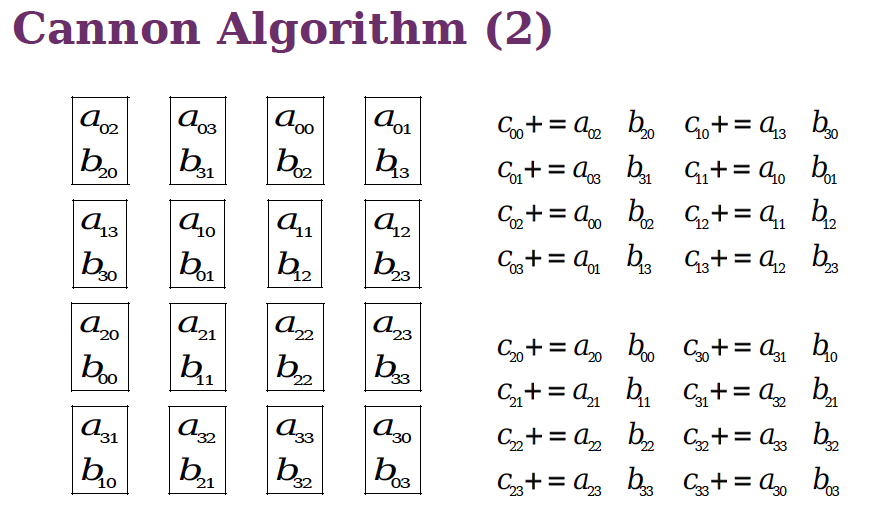 Cannon Algorithm (2)
a02 a03 a00 a01
b20 b31 b02 b13
a13 a10 a11 a12
b30 b01 b12 b23
a20 a21 a22 a23
b00 b11 b22 b33
a31 a32 a33 a30
b10 b21 b32 b03
c00+ = a02 b20 c10+ = a13 b30
c01+ = a03 b31 c11+ = a10 b01
c02+ = a00 b02 c12+ = a11 b12
c03+ = a01 b13 c13+ = a12 b23
c20+ = a20 b00 c30+ = a31 b10
c21+ = a21 b11 c31+ = a32 b21
c22+ = a22 b22 c32+ = a33 b32
c23+ = a23 b33 c33+ = a30 b03